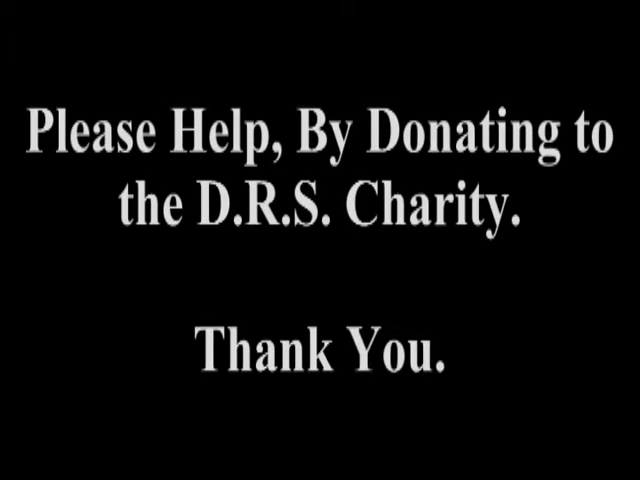 Please Help, By Donating to
the D.R.S. Charity.
Thank You.